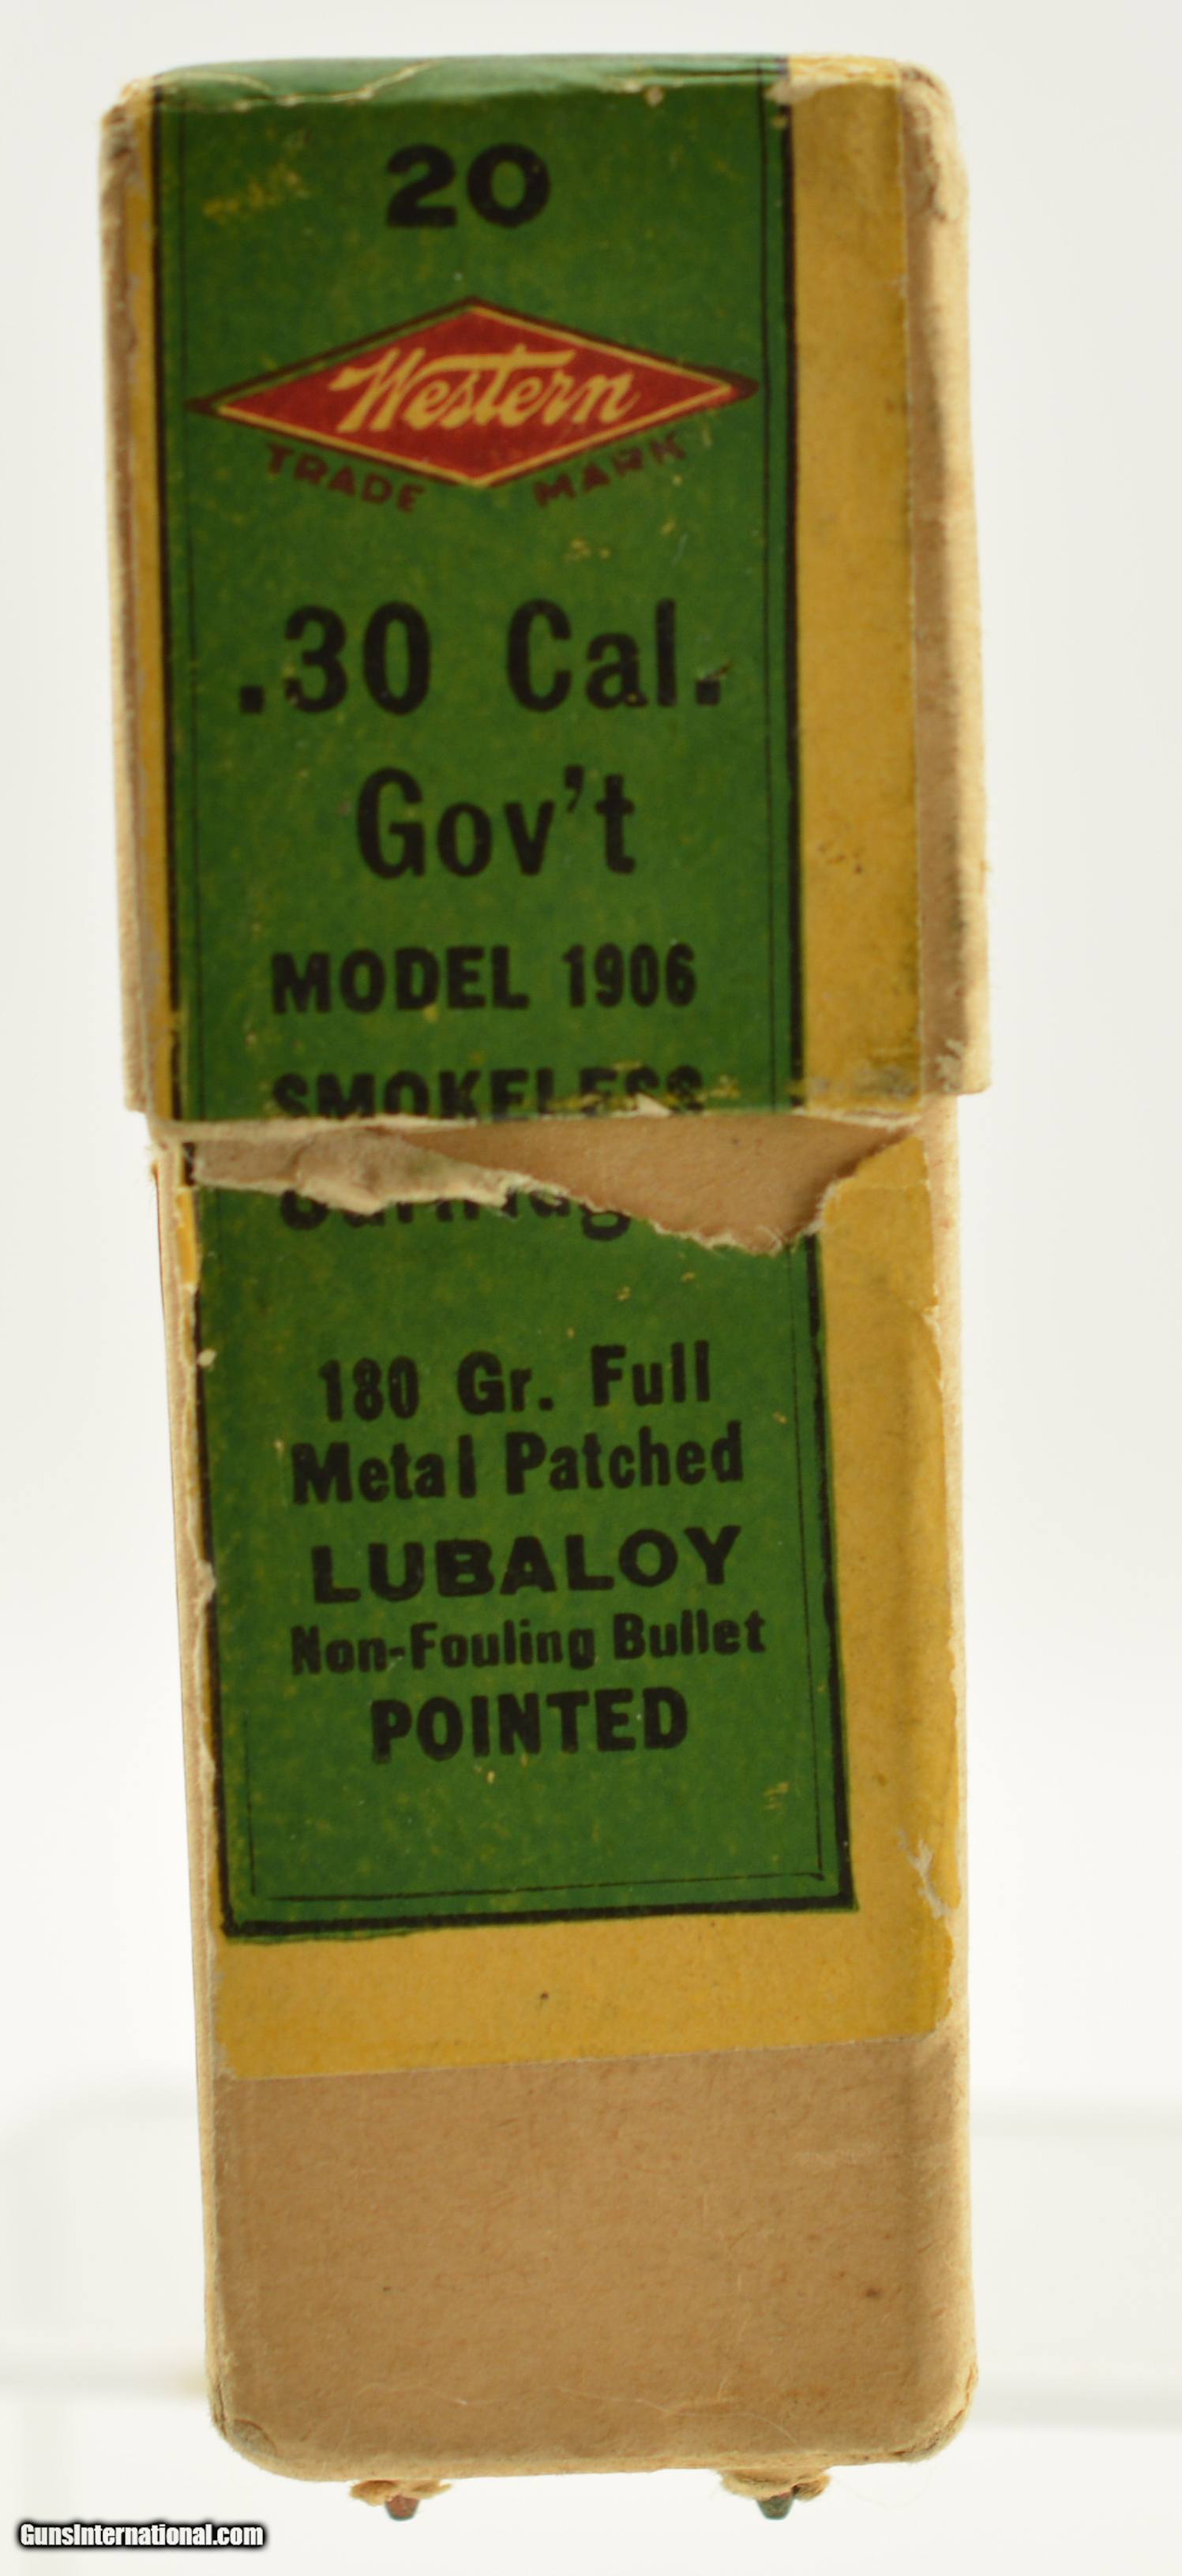 20
Western
TRADE MARK
.30 Cal.
Gov't
MODEL 1906
SMOKELESS
180 Gr. Full
Metal Patched
LUBALOY
Non-Fouling Bullet
POINTED
GunsInternational.com